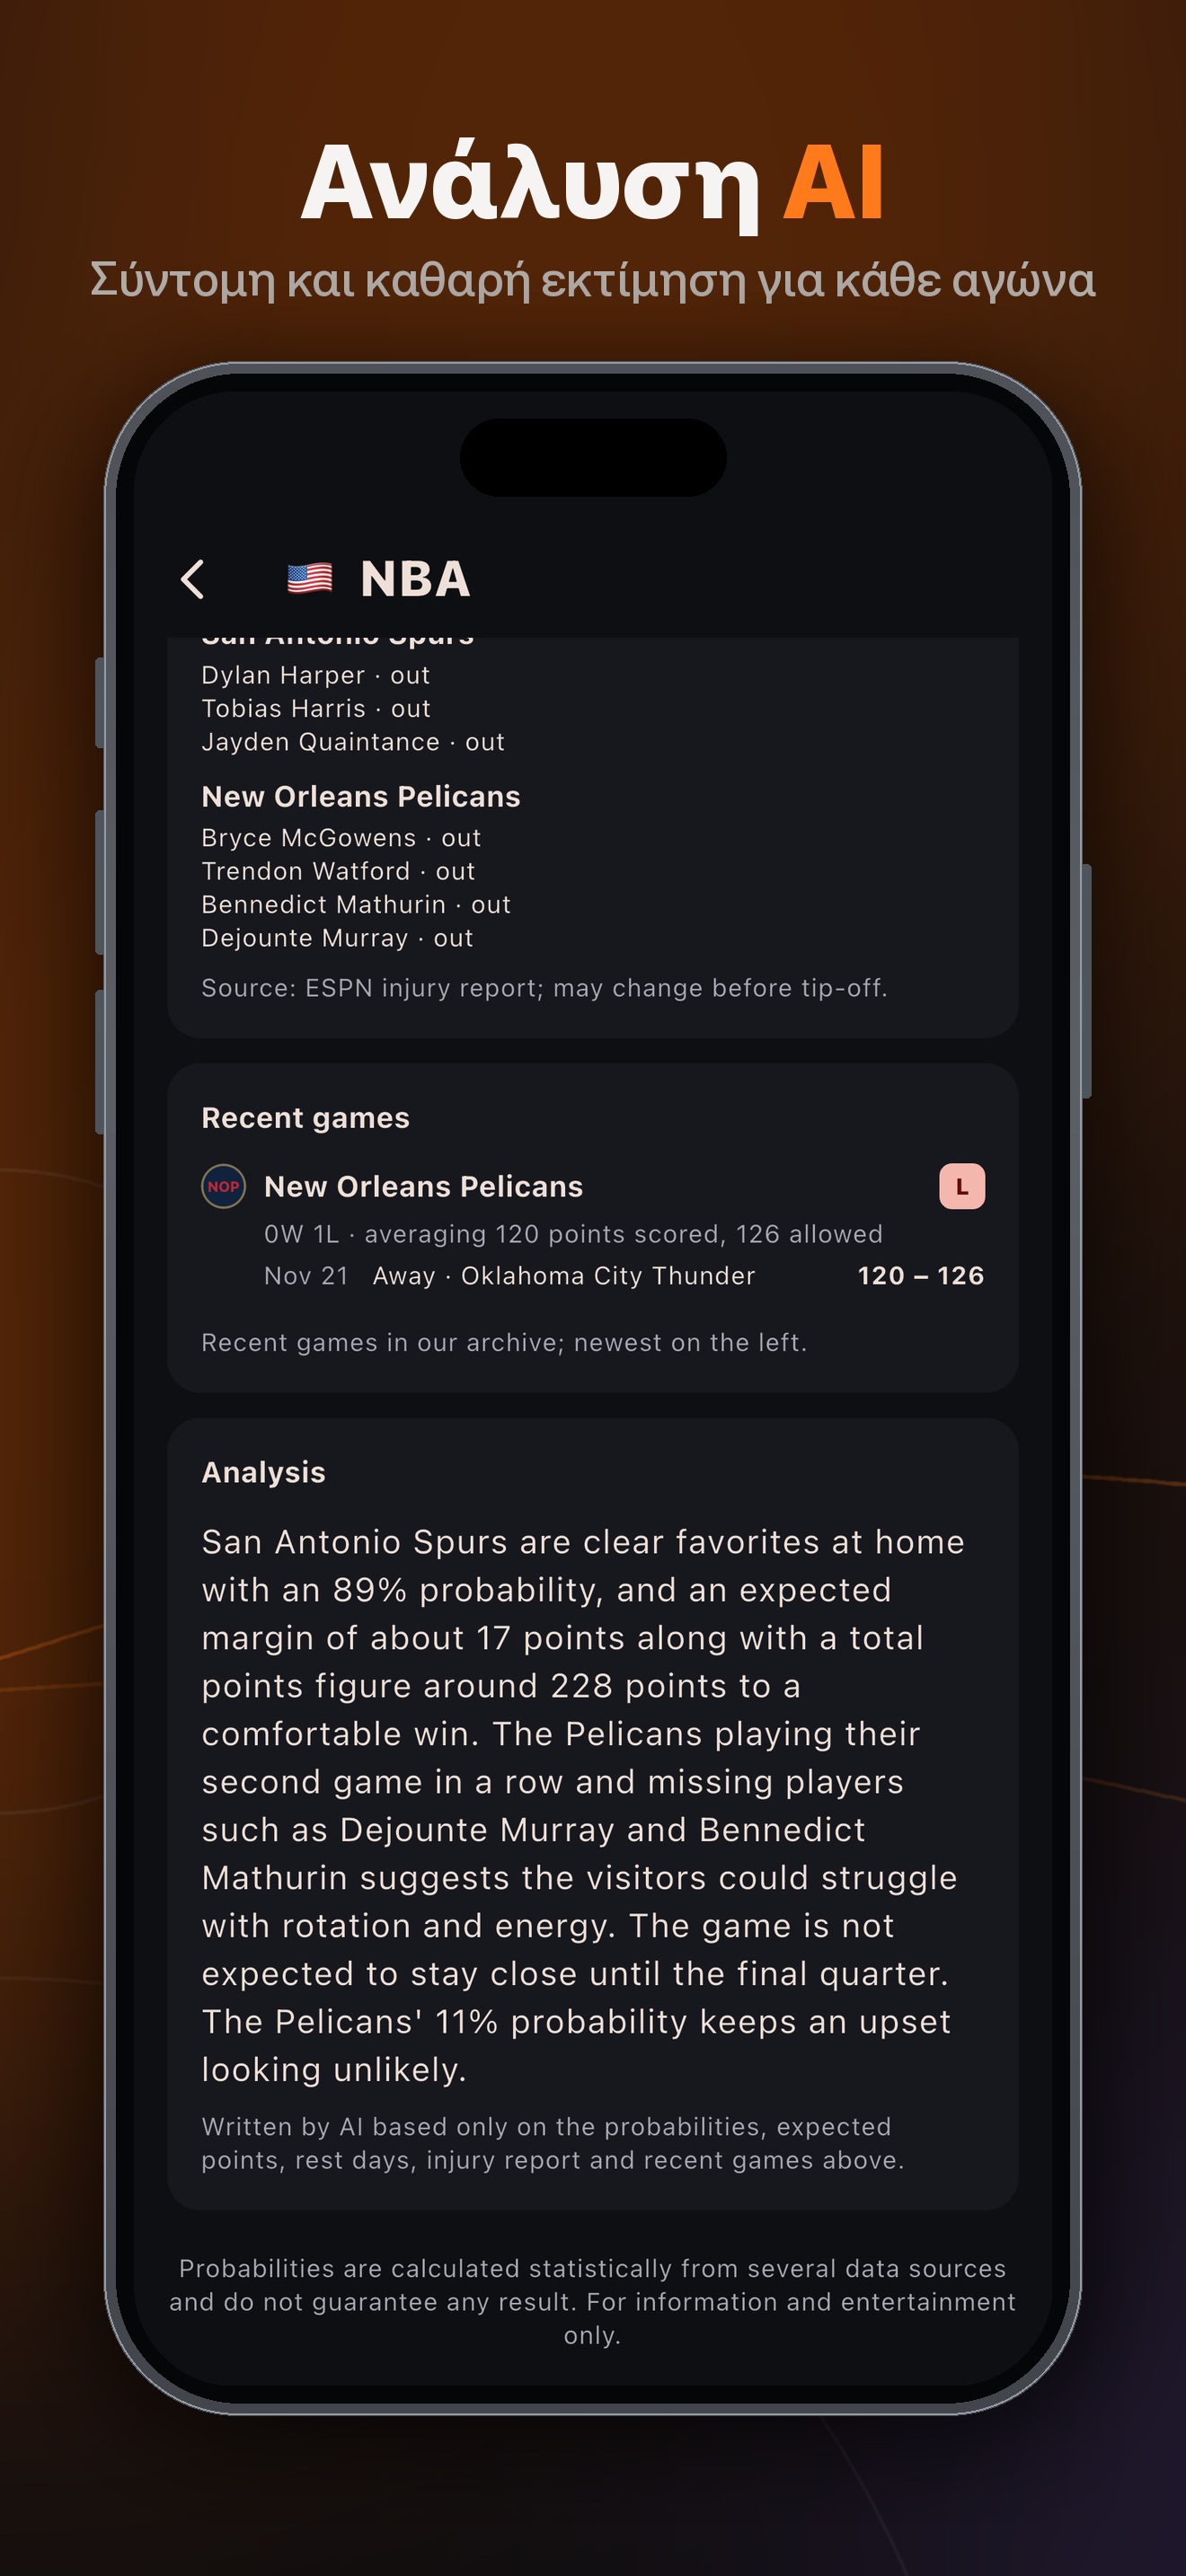 Ανάλυση AI
Σύντομη και καθαρή εκτίμηση για κάθε αγώνα
🇺🇸 NBA
San Antonio Spurs
Dylan Harper · out
Tobias Harris · out
Jayden Quaintance · out
New Orleans Pelicans
Bryce McGowens · out
Trendon Watford · out
Bennedict Mathurin · out
Dejounte Murray · out
Source: ESPN injury report; may change before tip-off.
Recent games
NOP New Orleans Pelicans L
0W 1L · averaging 120 points scored, 126 allowed
Nov 21 Away · Oklahoma City Thunder 120 – 126
Recent games in our archive; newest on the left.
Analysis
San Antonio Spurs are clear favorites at home
with an 89% probability, and an expected
margin of about 17 points along with a total
points figure around 228 points to a
comfortable win. The Pelicans playing their
second game in a row and missing players
such as Dejounte Murray and Bennedict
Mathurin suggests the visitors could struggle
with rotation and energy. The game is not
expected to stay close until the final quarter.
The Pelicans' 11% probability keeps an upset
looking unlikely.
Written by AI based only on the probabilities, expected
points, rest days, injury report and recent games above.
Probabilities are calculated statistically from several data sources
and do not guarantee any result. For information and entertainment
only.